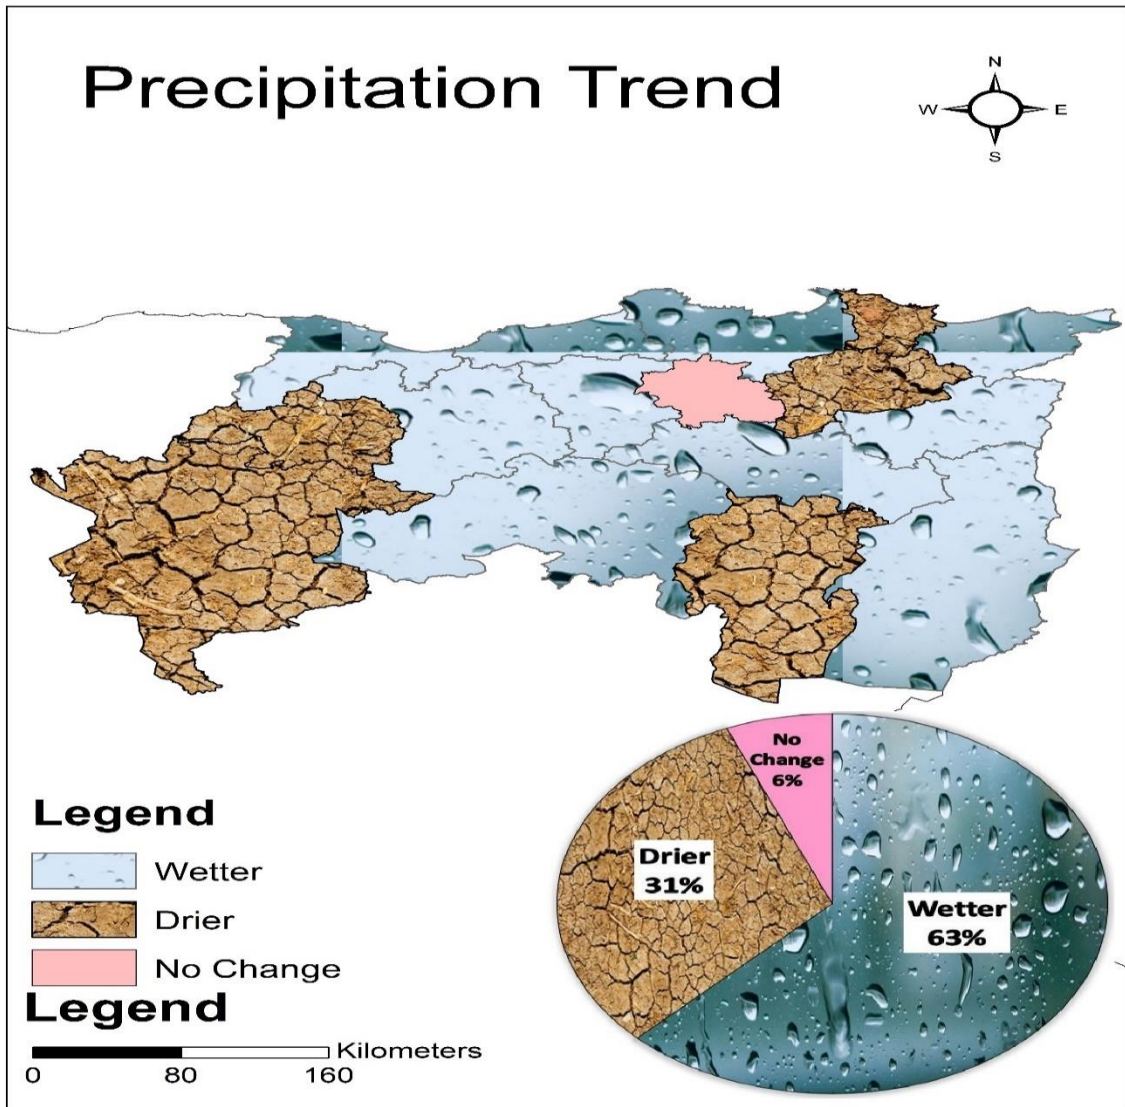 Precipitation Trend
N
W
E
S
No
Change
6%
Drier
31%
Wetter
63%
Legend
Wetter
Drier
No Change
Legend
Kilometers
0 80 160